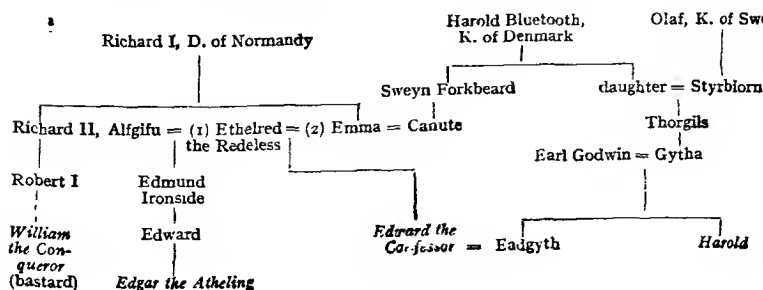 Richard I, D. of Normandy
Harold Bluetooth,
K. of Denmark
Olaf, K. of Swe
Sweyn Forkbeard
daughter = Styrbiorn
Richard II, Alfgifu = (1) Ethelred = (2) Emma = Canute
the Redeless
Thorgils
Earl Godwin = Gytha
Robert I
Edmund
Ironside
William
the Con-
queror
(bastard)
Edward
Edgar the Atheling
Edward the
Confessor = Eadgyth
Harold